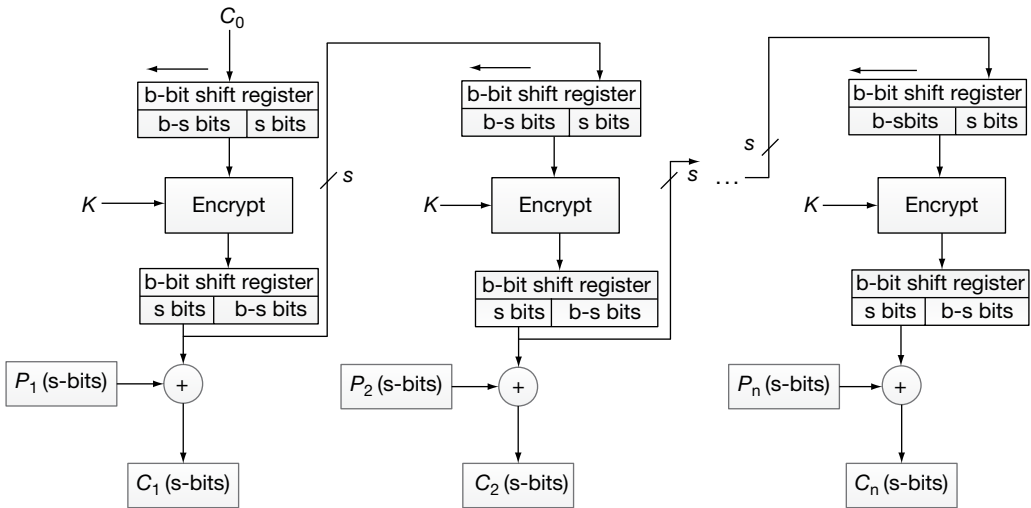 C0
b-bit shift register
b-s bits s bits
K
Encrypt
b-bit shift register
s bits b-s bits
P1 (s-bits)
+
C1 (s-bits)
s
b-bit shift register
b-s bits s bits
K
Encrypt
b-bit shift register
s bits b-s bits
P2 (s-bits)
+
C2 (s-bits)
s
...
s
b-bit shift register
b-sbits s bits
K
Encrypt
b-bit shift register
s bits b-s bits
Pn (s-bits)
+
Cn (s-bits)